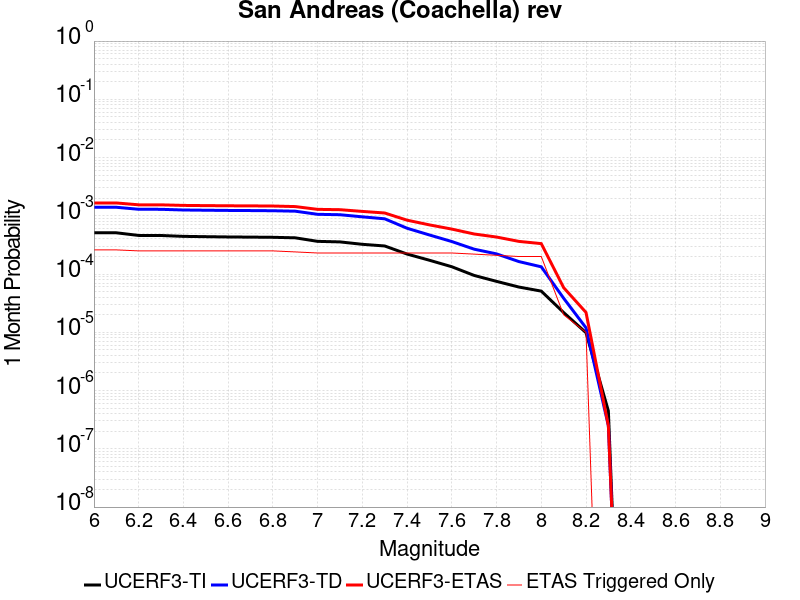 San Andreas (Coachella) rev
10^0
10^-1
10^-2
10^-3
10^-4
10^-5
10^-6
10^-7
10^-8
1 Month Probability
6 6.2 6.4 6.6 6.8 7 7.2 7.4 7.6 7.8 8 8.2 8.4 8.6 8.8 9
Magnitude
UCERF3-TI UCERF3-TD UCERF3-ETAS ETAS Triggered Only